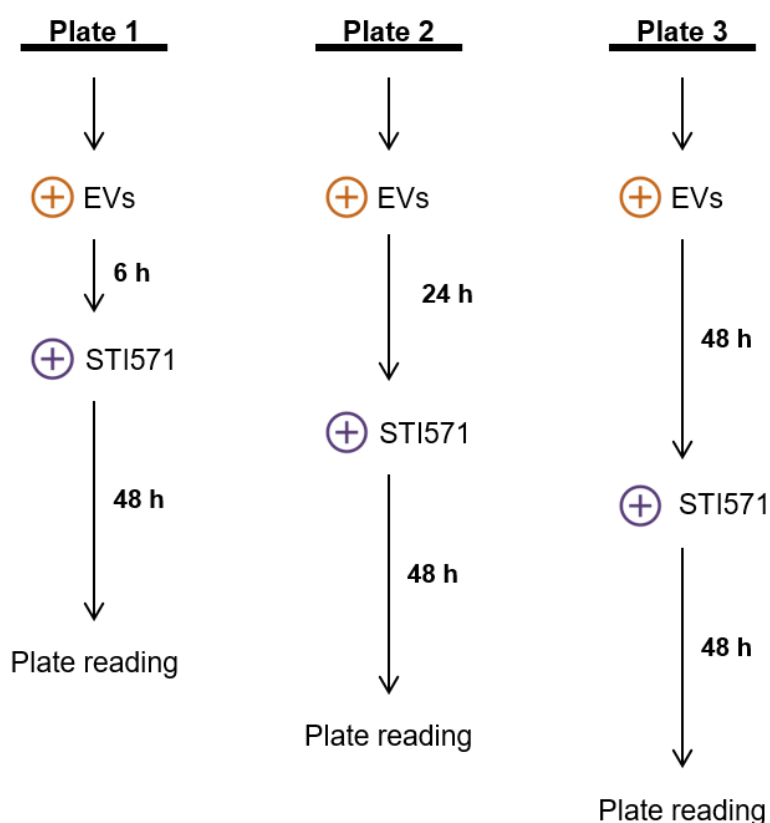 Plate 1
EVs
6 h
STI571
48 h
Plate reading
Plate 2
EVs
24 h
STI571
48 h
Plate reading
Plate 3
EVs
48 h
STI571
48 h
Plate reading